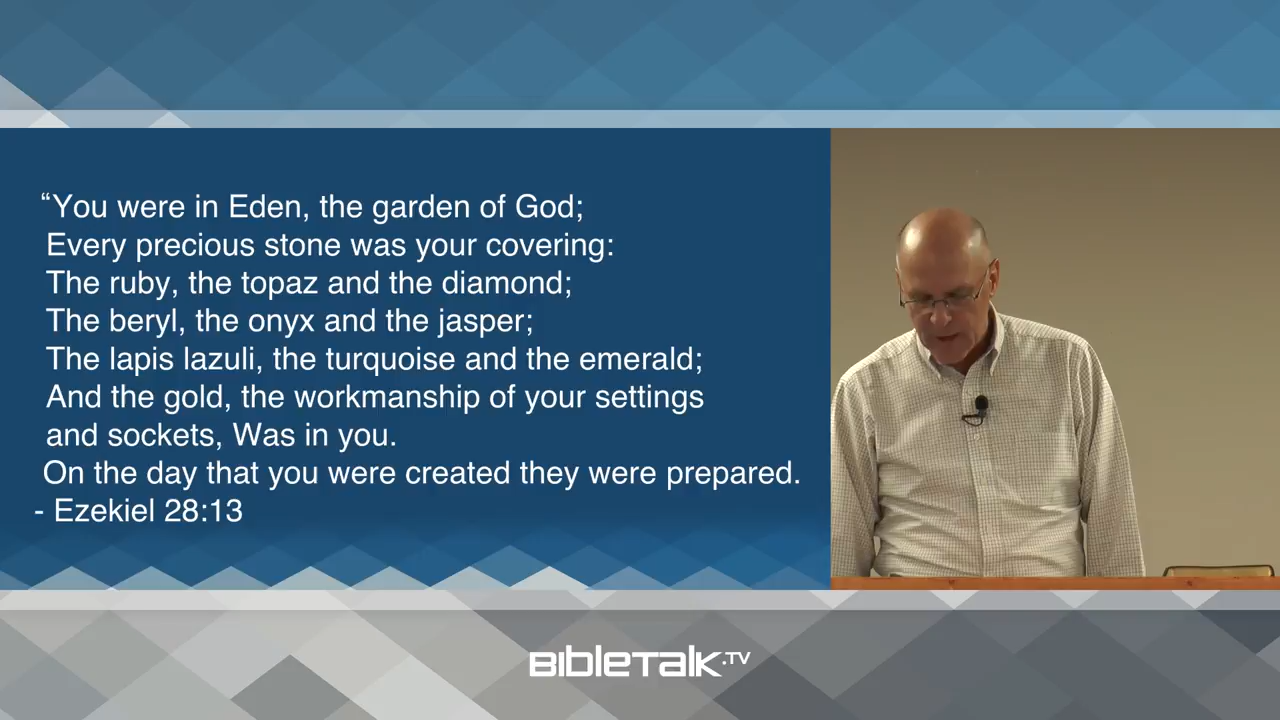 “You were in Eden, the garden of God;
Every precious stone was your covering:
The ruby, the topaz and the diamond;
The beryl, the onyx and the jasper;
The lapis lazuli, the turquoise and the emerald;
And the gold, the workmanship of your settings
and sockets, Was in you.
On the day that you were created they were prepared.
- Ezekiel 28:13
BIBLETALK.TV